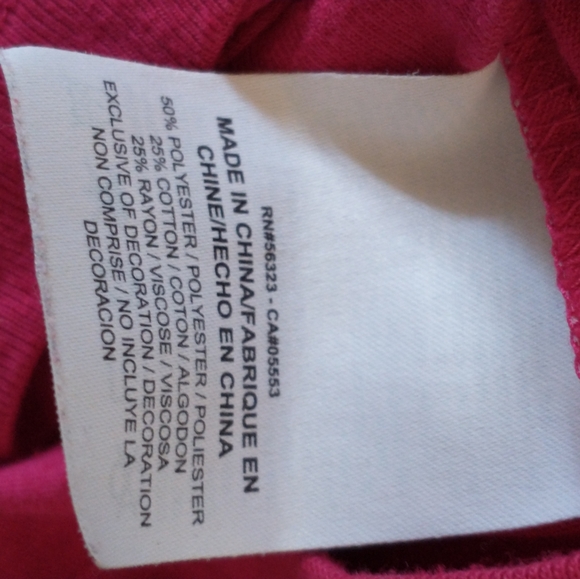 RN#56323 - CA#05553
MADE IN CHINA/FABRIQUE EN
CHINE/HECHO EN CHINA
50% POLYESTER / POLYESTER / POLIESTER
25% COTTON / COTON / ALGODON
25% RAYON / VISCOSE / VISCOSA
EXCLUSIVE OF DECORATION / DECORATION
NON COMPRISE / NO INCLUYE LA
DECORACION